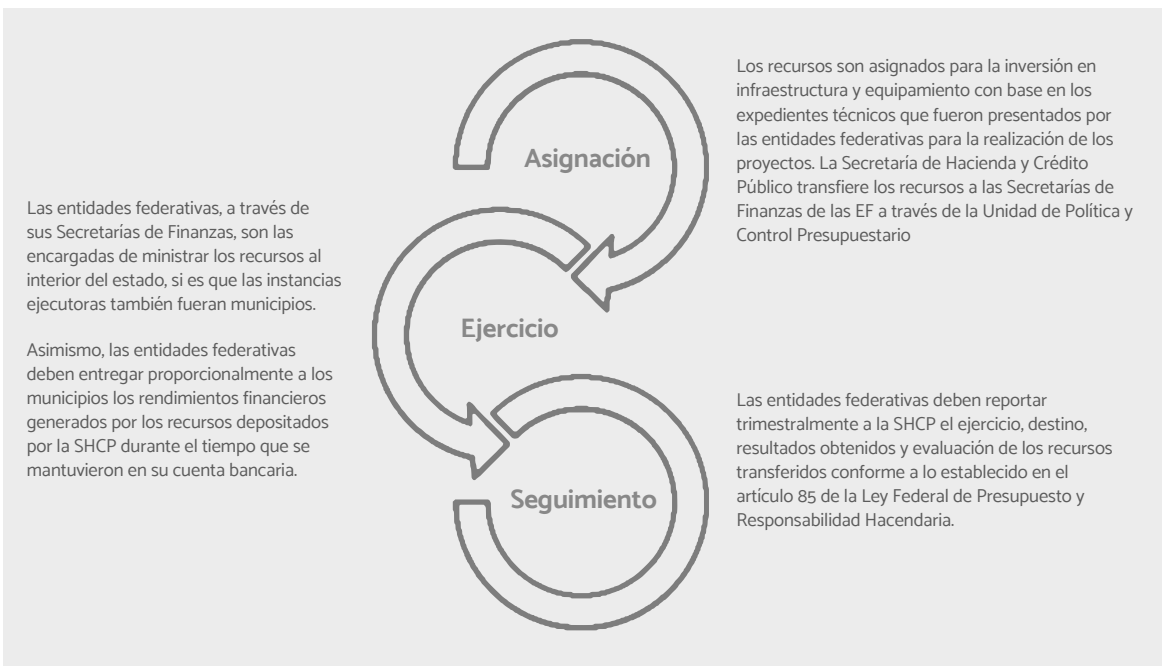 Asignación
Los recursos son asignados para la inversión en
infraestructura y equipamiento con base en los
expedientes técnicos que fueron presentados por
las entidades federativas para la realización de los
proyectos. La Secretaría de Hacienda y Crédito
Público transfiere los recursos a las Secretarías de
Finanzas de las EF a través de la Unidad de Política y
Control Presupuestario
Las entidades federativas, a través de
sus Secretarías de Finanzas, son las
encargadas de ministrar los recursos al
interior del estado, si es que las instancias
ejecutoras también fueran municipios.
Asimismo, las entidades federativas
deben entregar proporcionalmente a los
municipios los rendimientos financieros
generados por los recursos depositados
por la SHCP durante el tiempo que se
mantuvieron en su cuenta bancaria.
Ejercicio
Seguimiento
Las entidades federativas deben reportar
trimestralmente a la SHCP el ejercicio, destino,
resultados obtenidos y evaluación de los recursos
transferidos conforme a lo establecido en el
artículo 85 de la Ley Federal de Presupuesto y
Responsabilidad Hacendaria.